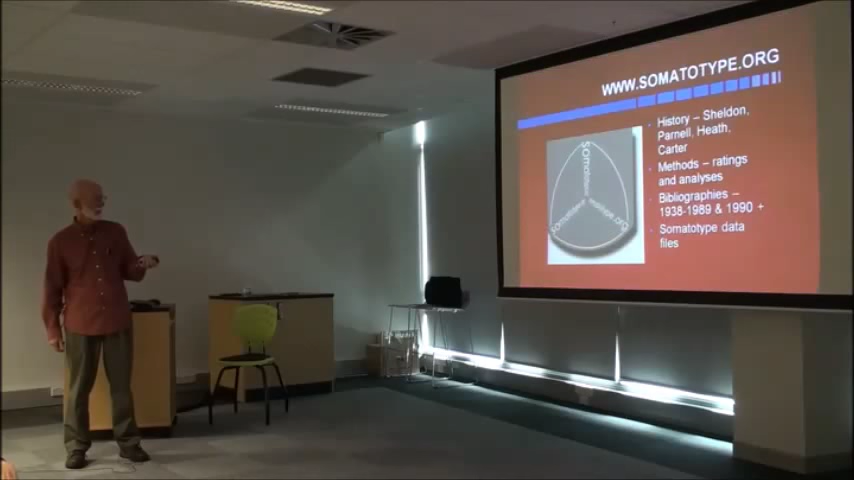 WWW.SOMATOTYPE.ORG
History – Sheldon,
Parnell, Heath,
Carter
Methods – ratings
and analyses
Bibliographies –
1938-1989 & 1990 +
Somatotype data
files